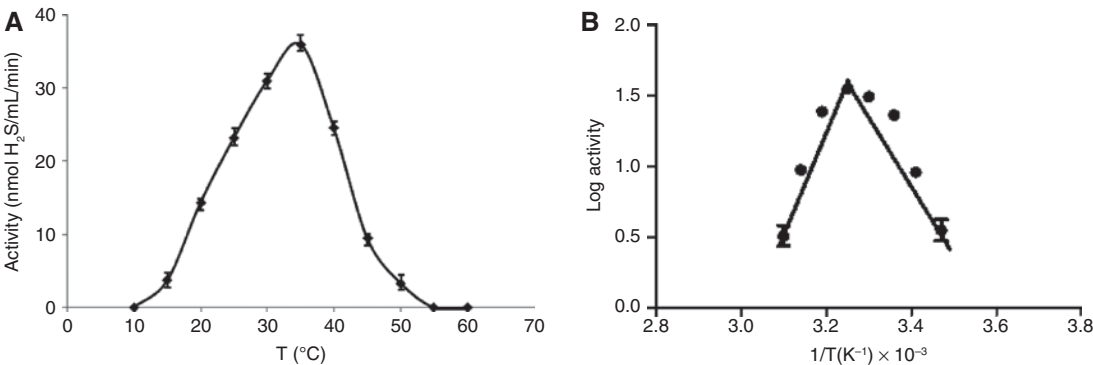 A
Activity (nmol H₂S/mL/min)
40
30
20
10
0
0 10 20 30 40 50 60 70
T (°C)
B
Log activity
2.0
1.5
1.0
0.5
0.0
2.8 3.0 3.2 3.4 3.6 3.8
1/T(K⁻¹) × 10⁻³